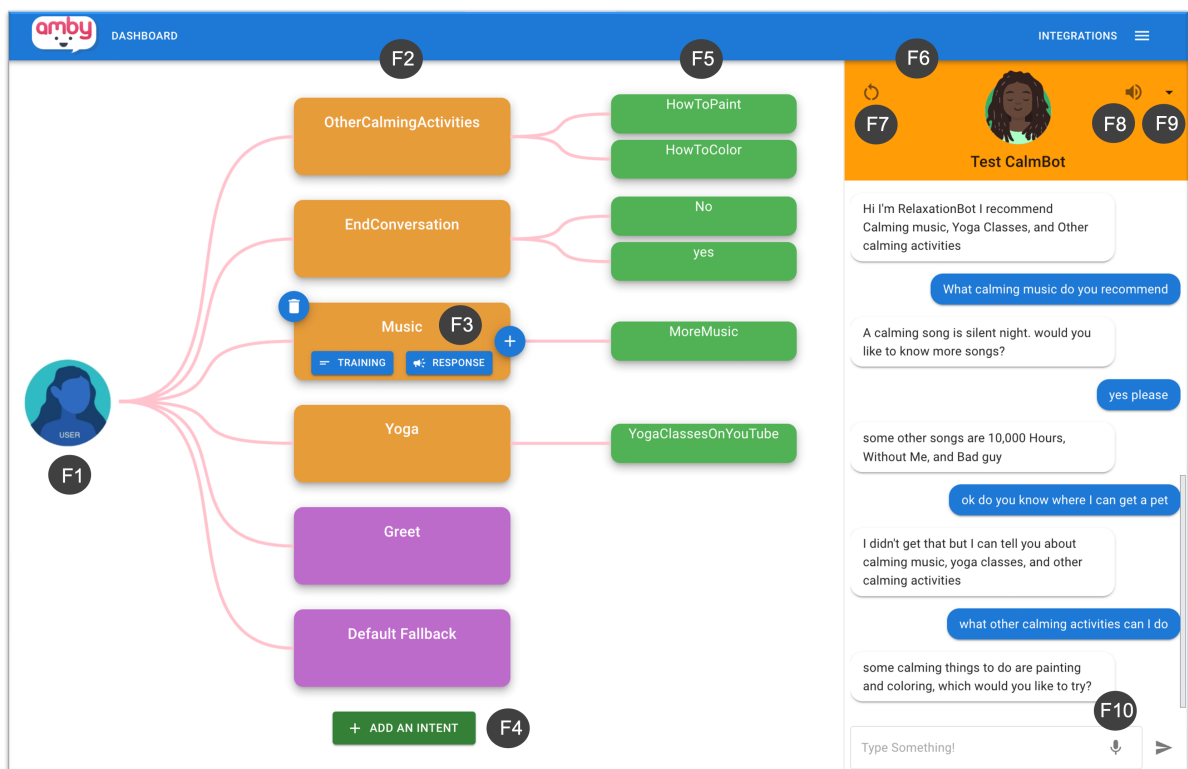 amby
DASHBOARD
INTEGRATIONS
F2
F5
F6
OtherCalmingActivities
HowToPaint
HowToColor
EndConversation
No
yes
Music
F3
TRAINING
RESPONSE
MoreMusic
USER
F1
Yoga
YogaClassesOnYouTube
Greet
Default Fallback
ADD AN INTENT
F4
F7
F8
F9
Test CalmBot
Hi I'm RelaxationBot I recommend
Calming music, Yoga Classes, and Other
calming activities
What calming music do you recommend
A calming song is silent night. would you
like to know more songs?
yes please
some other songs are 10,000 Hours,
Without Me, and Bad guy
ok do you know where I can get a pet
I didn't get that but I can tell you about
calming music, yoga classes, and other
calming activities
what other calming activities can I do
some calming things to do are painting
and coloring, which would you like to try?
F10
Type Something!